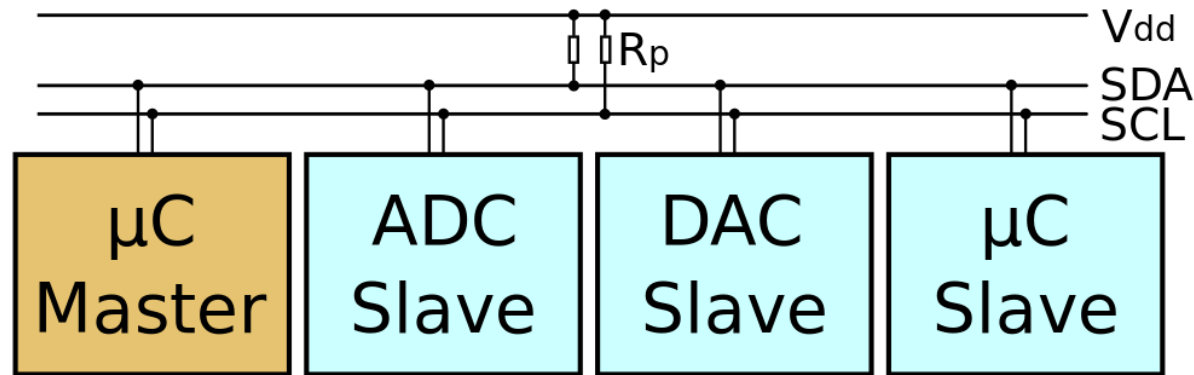 Vdd
Rp
SDA
SCL
µC
Master
ADC
Slave
DAC
Slave
µC
Slave